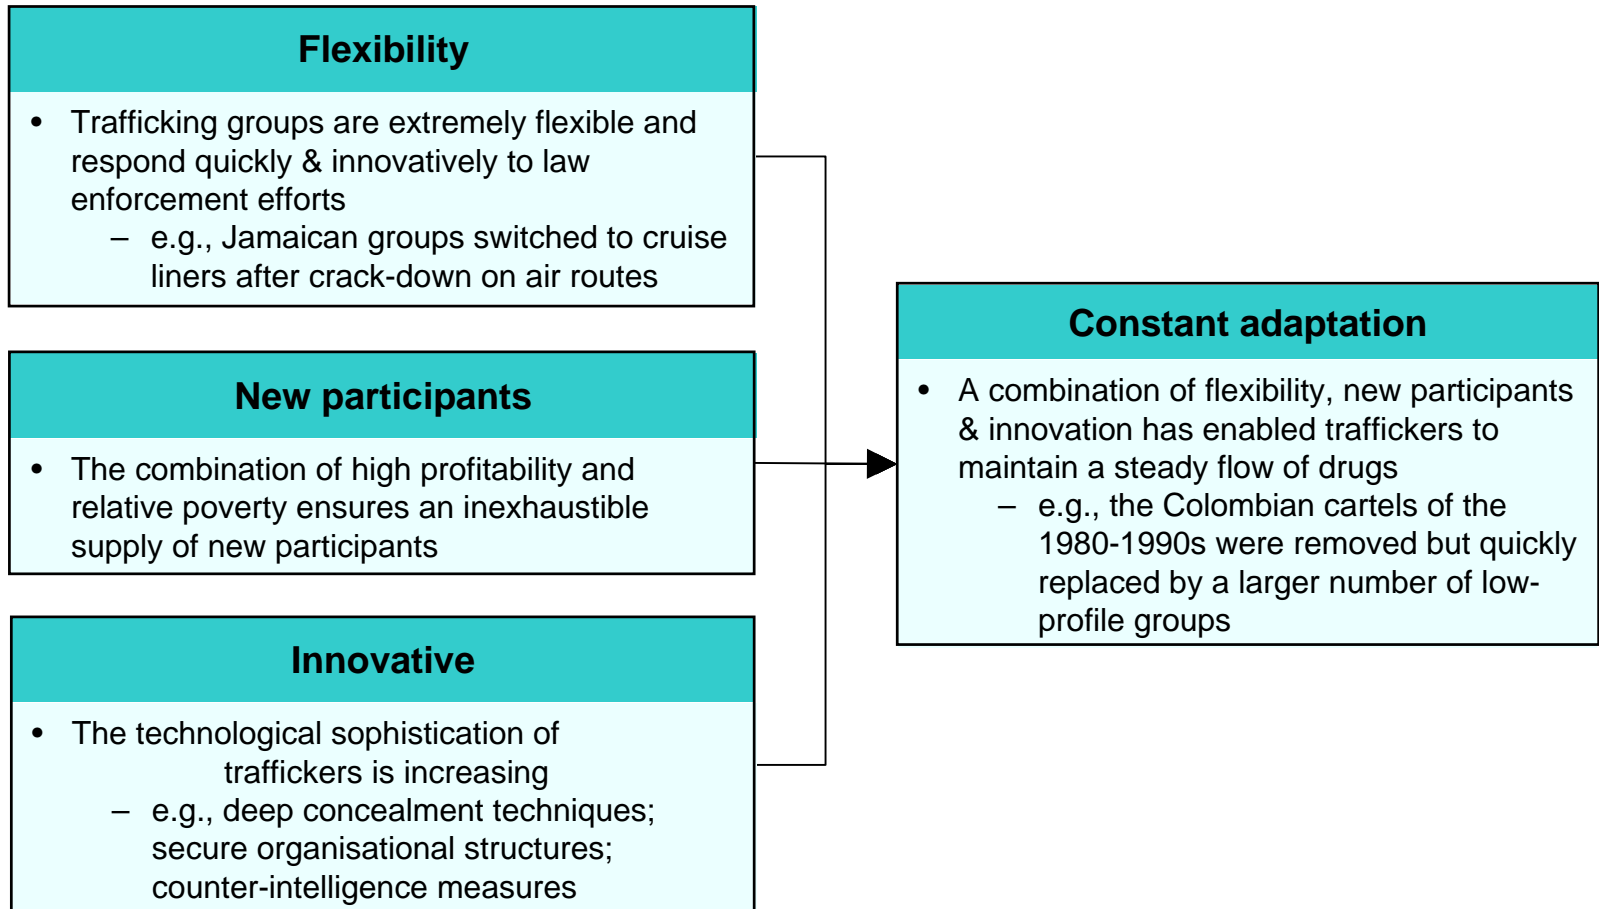 Flexibility
• Trafficking groups are extremely flexible and
respond quickly & innovatively to law
enforcement efforts
– e.g., Jamaican groups switched to cruise
liners after crack-down on air routes
New participants
• The combination of high profitability and
relative poverty ensures an inexhaustible
supply of new participants
Innovative
• The technological sophistication of
traffickers is increasing
– e.g., deep concealment techniques;
secure organisational structures;
counter-intelligence measures
Constant adaptation
• A combination of flexibility, new participants
& innovation has enabled traffickers to
maintain a steady flow of drugs
– e.g., the Colombian cartels of the
1980-1990s were removed but quickly
replaced by a larger number of low-
profile groups